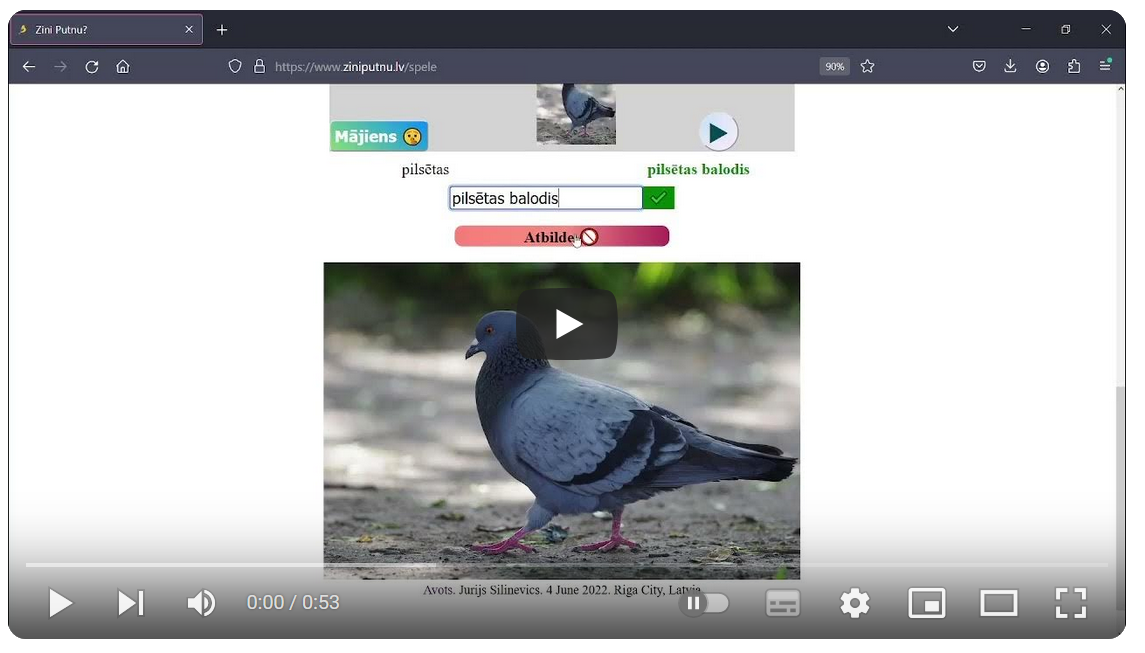 Zini Putnu?
https://www.ziniputnu.lv/spele
90%
Mājiens
pilsētas
pilsētas balodis
pilsētas balodis
Atbilde
Avots. Jurijs Silinevics. 4 June 2022. Riga City, Latvia
0:00 / 0:53